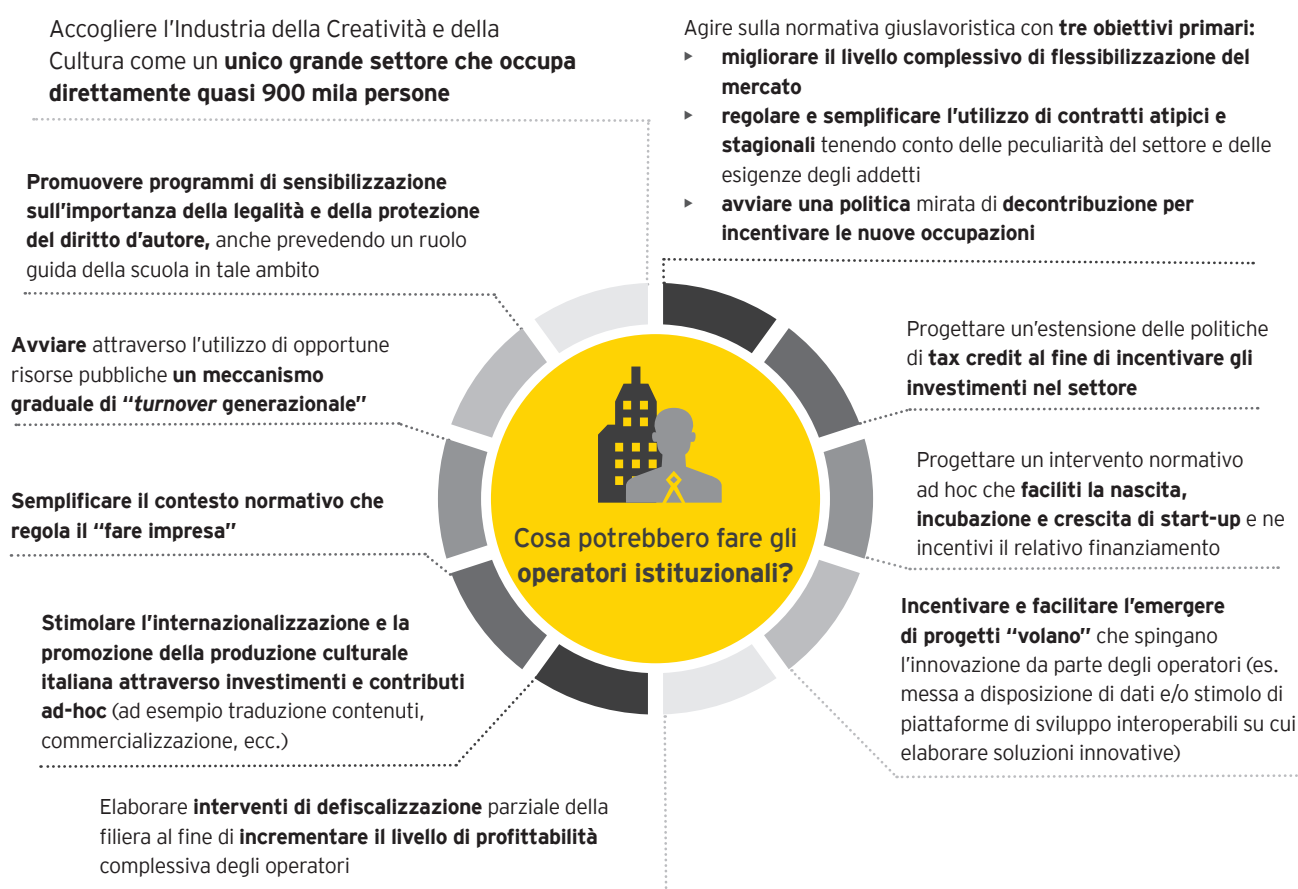 Accogliere l'Industria della Creatività e della
Cultura come un unico grande settore che occupa
direttamente quasi 900 mila persone
Agire sulla normativa giuslavoristica con tre obiettivi primari:
▸ migliorare il livello complessivo di flessibilizzazione del
mercato
▸ regolare e semplificare l'utilizzo di contratti atipici e
stagionali tenendo conto delle peculiarità del settore e delle
esigenze degli addetti
▸ avviare una politica mirata di decontribuzione per
incentivare le nuove occupazioni
Promuovere programmi di sensibilizzazione
sull'importanza della legalità e della protezione
del diritto d'autore, anche prevedendo un ruolo
guida della scuola in tale ambito
Progettare un'estensione delle politiche
di tax credit al fine di incentivare gli
investimenti nel settore
Avviare attraverso l'utilizzo di opportune
risorse pubbliche un meccanismo
graduale di "turnover generazionale"
Progettare un intervento normativo
ad hoc che faciliti la nascita,
incubazione e crescita di start-up e ne
incentivi il relativo finanziamento
Semplificare il contesto normativo che
regola il "fare impresa"
Cosa potrebbero fare gli
operatori istituzionali?
Incentivare e facilitare l'emergere
di progetti "volano" che spingano
l'innovazione da parte degli operatori (es.
messa a disposizione di dati e/o stimolo di
piattaforme di sviluppo interoperabili su cui
elaborare soluzioni innovative)
Stimolare l'internazionalizzazione e la
promozione della produzione culturale
italiana attraverso investimenti e contributi
ad-hoc (ad esempio traduzione contenuti,
commercializzazione, ecc.)
Elaborare interventi di defiscalizzazione parziale della
filiera al fine di incrementare il livello di profittabilità
complessiva degli operatori